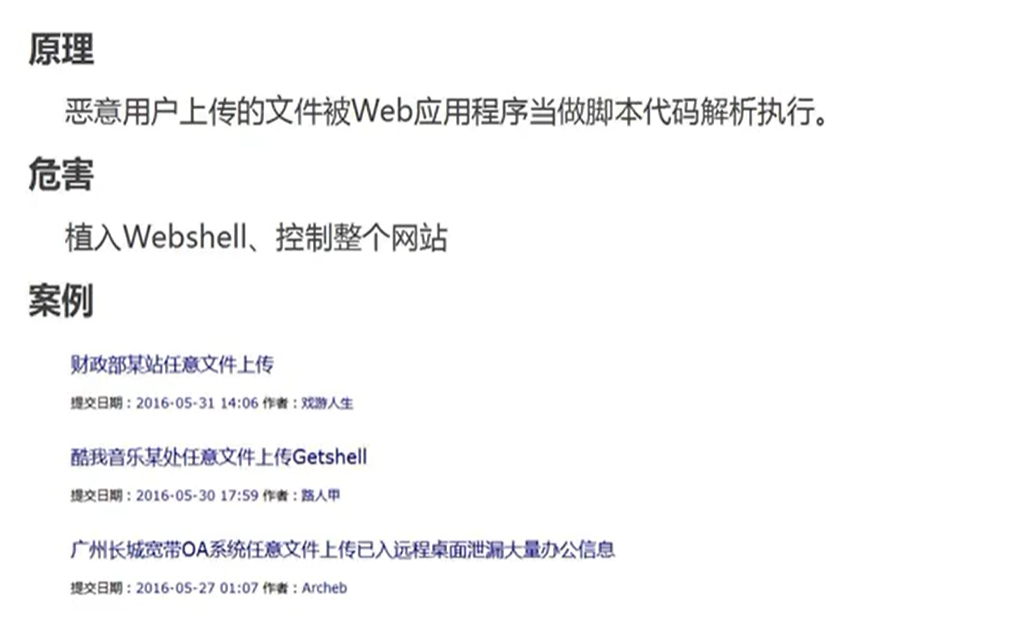 原理
恶意用户上传的文件被Web应用程序当做脚本代码解析执行。
危害
植入Webshell、控制整个网站
案例
财政部某站任意文件上传
提交日期：2016-05-31 14:06 作者：戏游人生
酷我音乐某处任意文件上传Getshell
提交日期：2016-05-30 17:59 作者：路人甲
广州长城宽带OA系统任意文件上传已入远程桌面泄漏大量办公信息
提交日期：2016-05-27 01:07 作者：Archeb